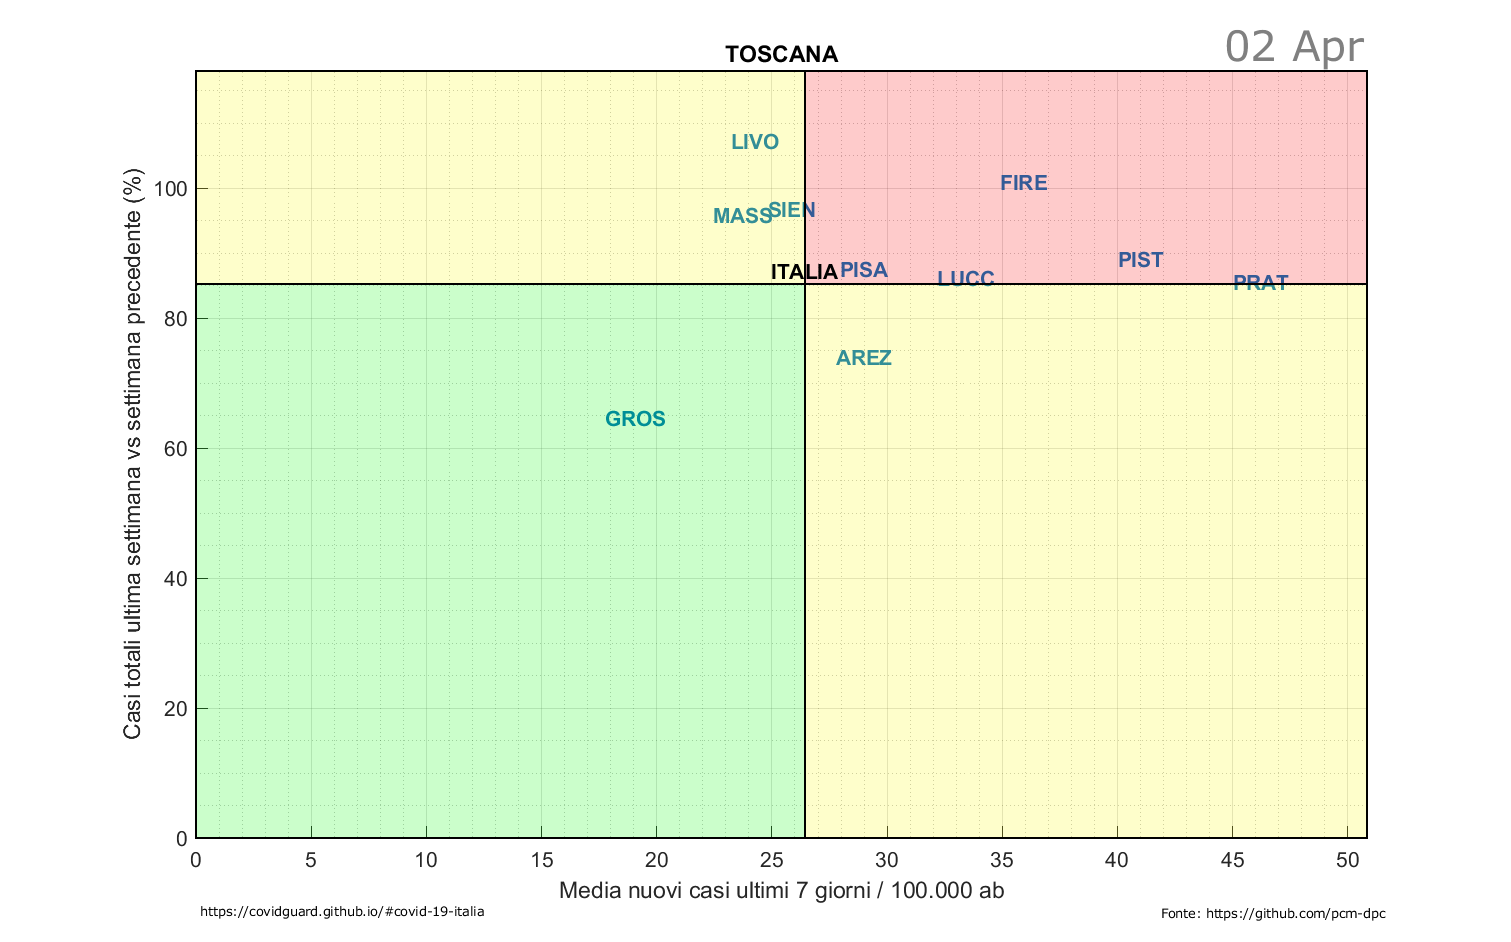 02 Apr
TOSCANA
LIVO
FIRE
MASS
SIEN
ITALIA
PISA
LUCC
PIST
PRAT
AREZ
GROS
Casi totali ultima settimana vs settimana precedente (%)
100
80
60
40
20
0
0 5 10 15 20 25 30 35 40 45 50
Media nuovi casi ultimi 7 giorni / 100.000 ab
https://covidguard.github.io/#covid-19-italia
Fonte: https://github.com/pcm-dpc